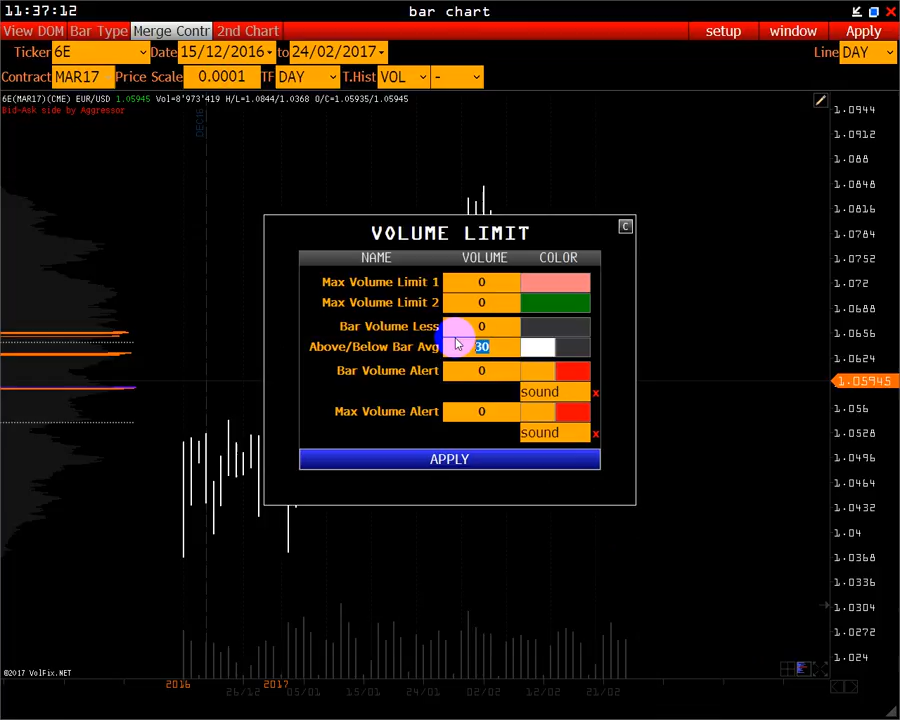 11:37:12 bar chart
View DOM Bar Type Merge Contr 2nd Chart setup window Apply
Ticker 6E Date 15/12/2016 to 24/02/2017 Line DAY
Contract MAR17 Price Scale 0.0001 TF DAY T.Hist VOL -
6E(MAR17)(CME) EUR/USD 1.05945 Vol=8'973'419 H/L=1.0844/1.0368 O/C=1.05935/1.05945
Bid-Ask side by Aggressor
DEC16
1.0944
1.0912
1.088
1.0848
1.0816
1.0784
1.0752
1.072
1.0688
1.0656
1.0624
1.05945
1.056
1.0528
1.0496
1.0464
1.0432
1.04
1.0368
1.0336
1.0304
1.0272
1.024
VOLUME LIMIT C
NAME VOLUME COLOR
Max Volume Limit 1 0
Max Volume Limit 2 0
Bar Volume Less 0
Above/Below Bar Avg 30
Bar Volume Alert 0
sound x
Max Volume Alert 0
sound x
APPLY
©2017 VolFix.NET
2016 2017
26/12 05/01 15/01 24/01 02/02 12/02 21/02